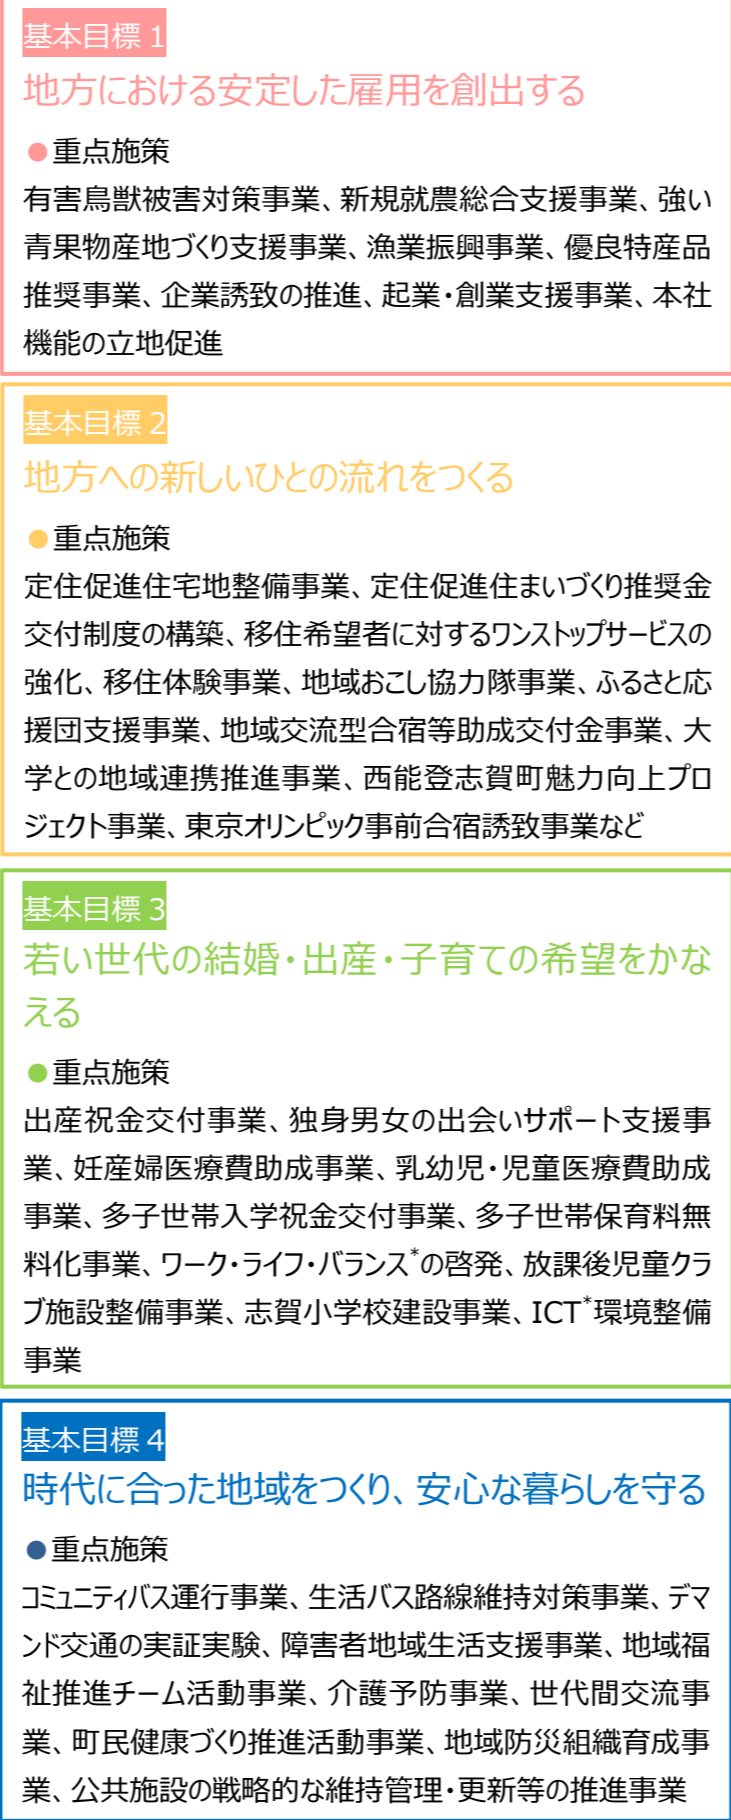 基本目標 1
地方における安定した雇用を創出する
●重点施策
有害鳥獣被害対策事業、新規就農総合支援事業、強い
青果物産地づくり支援事業、漁業振興事業、優良特産品
推奨事業、企業誘致の推進、起業・創業支援事業、本社
機能の立地促進
基本目標 2
地方への新しいひとの流れをつくる
●重点施策
定住促進住宅地整備事業、定住促進住まいづくり推奨金
交付制度の構築、移住希望者に対するワンストップサービスの
強化、移住体験事業、地域おこし協力隊事業、ふるさと応
援団支援事業、地域交流型合宿等助成交付金事業、大
学との地域連携推進事業、西能登志賀町魅力向上プロ
ジェクト事業、東京オリンピック事前合宿誘致事業など
基本目標 3
若い世代の結婚・出産・子育ての希望をかな
える
●重点施策
出産祝金交付事業、独身男女の出会いサポート支援事
業、妊産婦医療費助成事業、乳幼児・児童医療費助成
事業、多子世帯入学祝金交付事業、多子世帯保育料無
料化事業、ワーク・ライフ・バランス*の啓発、放課後児童クラ
ブ施設整備事業、志賀小学校建設事業、ICT*環境整備
事業
基本目標 4
時代に合った地域をつくり、安心な暮らしを守る
●重点施策
コミュニティバス運行事業、生活バス路線維持対策事業、デマ
ンド交通の実証実験、障害者地域生活支援事業、地域福
祉推進チーム活動事業、介護予防事業、世代間交流事
業、町民健康づくり推進活動事業、地域防災組織育成事
業、公共施設の戦略的な維持管理・更新等の推進事業